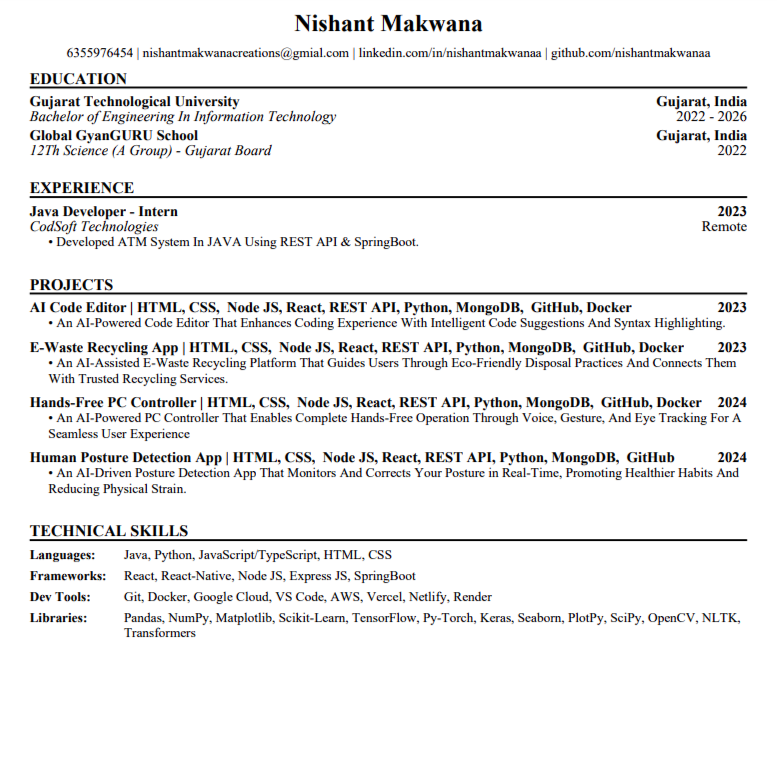 Nishant Makwana
6355976454 | nishantmakwanacreations@gmial.com | linkedin.com/in/nishantmakwanaa | github.com/nishantmakwanaa
EDUCATION
Gujarat Technological University Gujarat, India
Bachelor of Engineering In Information Technology 2022 - 2026
Global GyanGURU School Gujarat, India
12Th Science (A Group) - Gujarat Board 2022
EXPERIENCE
Java Developer - Intern 2023
CodSoft Technologies Remote
• Developed ATM System In JAVA Using REST API & SpringBoot.
PROJECTS
AI Code Editor | HTML, CSS, Node JS, React, REST API, Python, MongoDB, GitHub, Docker 2023
• An AI-Powered Code Editor That Enhances Coding Experience With Intelligent Code Suggestions And Syntax Highlighting.
E-Waste Recycling App | HTML, CSS, Node JS, React, REST API, Python, MongoDB, GitHub, Docker 2023
• An AI-Assisted E-Waste Recycling Platform That Guides Users Through Eco-Friendly Disposal Practices And Connects Them
With Trusted Recycling Services.
Hands-Free PC Controller | HTML, CSS, Node JS, React, REST API, Python, MongoDB, GitHub, Docker 2024
• An AI-Powered PC Controller That Enables Complete Hands-Free Operation Through Voice, Gesture, And Eye Tracking For A
Seamless User Experience
Human Posture Detection App | HTML, CSS, Node JS, React, REST API, Python, MongoDB, GitHub 2024
• An AI-Driven Posture Detection App That Monitors And Corrects Your Posture in Real-Time, Promoting Healthier Habits And
Reducing Physical Strain.
TECHNICAL SKILLS
Languages: Java, Python, JavaScript/TypeScript, HTML, CSS
Frameworks: React, React-Native, Node JS, Express JS, SpringBoot
Dev Tools: Git, Docker, Google Cloud, VS Code, AWS, Vercel, Netlify, Render
Libraries: Pandas, NumPy, Matplotlib, Scikit-Learn, TensorFlow, Py-Torch, Keras, Seaborn, PlotPy, SciPy, OpenCV, NLTK,
Transformers